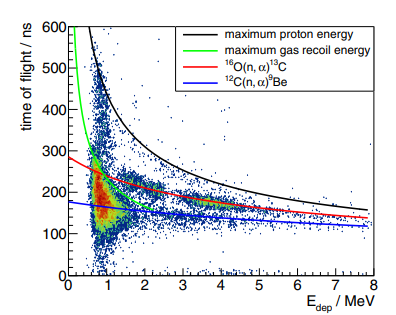 600
500
400
300
200
100
0
time of flight / ns
maximum proton energy
maximum gas recoil energy
¹⁶O(n, α)¹³C
¹²C(n, α)⁹Be
0 1 2 3 4 5 6 7 8
E_dep / MeV